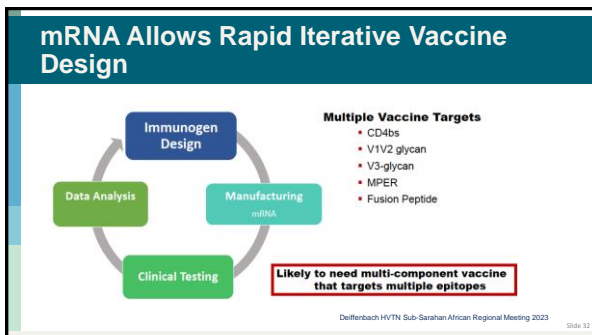 mRNA Allows Rapid Iterative Vaccine
Design
Immunogen
Design
Data Analysis
Manufacturing
mRNA
Clinical Testing
Multiple Vaccine Targets
▪ CD4bs
▪ V1V2 glycan
▪ V3-glycan
▪ MPER
▪ Fusion Peptide
Likely to need multi-component vaccine
that targets multiple epitopes
Deiffenbach HVTN Sub-Sarahan African Regional Meeting 2023
Slide 32